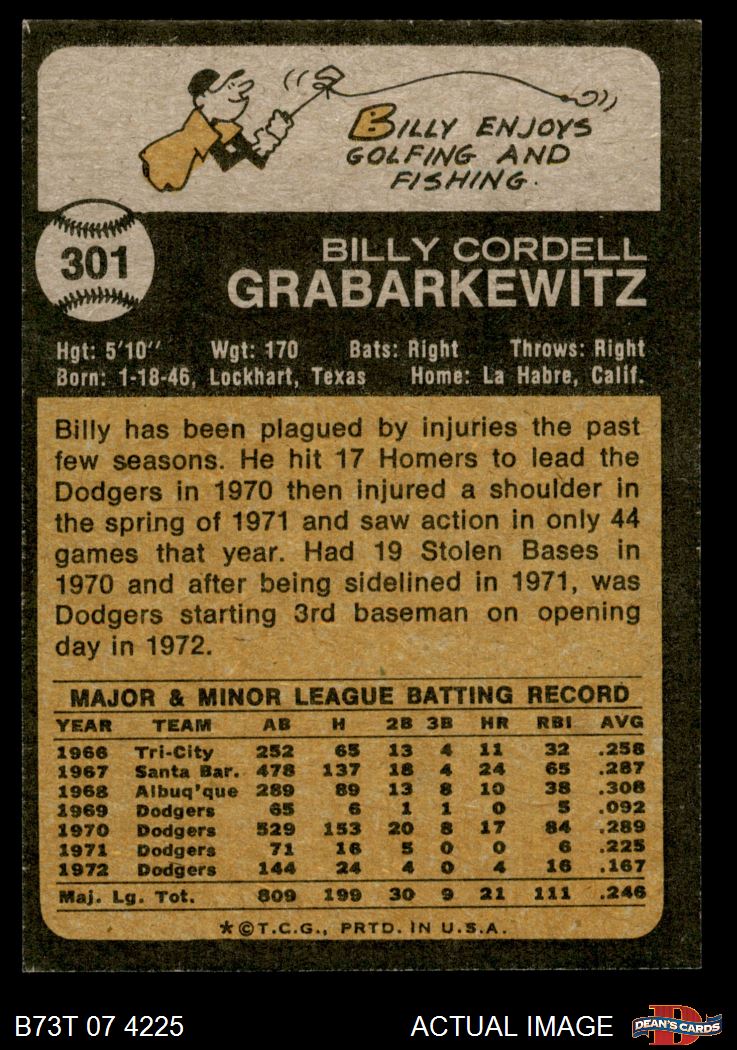 BILLY ENJOYS
GOLFING AND
FISHING.
301
BILLY CORDELL
GRABARKEWITZ
Hgt: 5'10'' Wgt: 170 Bats: Right Throws: Right
Born: 1-18-46, Lockhart, Texas Home: La Habre, Calif.
Billy has been plagued by injuries the past
few seasons. He hit 17 Homers to lead the
Dodgers in 1970 then injured a shoulder in
the spring of 1971 and saw action in only 44
games that year. Had 19 Stolen Bases in
1970 and after being sidelined in 1971, was
Dodgers starting 3rd baseman on opening
day in 1972.
MAJOR & MINOR LEAGUE BATTING RECORD
YEAR TEAM AB H 2B 3B HR RBI AVG
1966 Tri-City 252 65 13 4 11 32 .258
1967 Santa Bar. 478 137 18 4 24 65 .287
1968 Albuq'que 289 89 13 8 10 38 .308
1969 Dodgers 65 6 1 1 0 5 .092
1970 Dodgers 529 153 20 8 17 84 .289
1971 Dodgers 71 16 5 0 0 6 .225
1972 Dodgers 144 24 4 0 4 16 .167
Maj. Lg. Tot. 809 199 30 9 21 111 .246
*©T.C.G., PRTD. IN U.S.A.
B73T 07 4225 ACTUAL IMAGE
D
DEAN'S CARDS